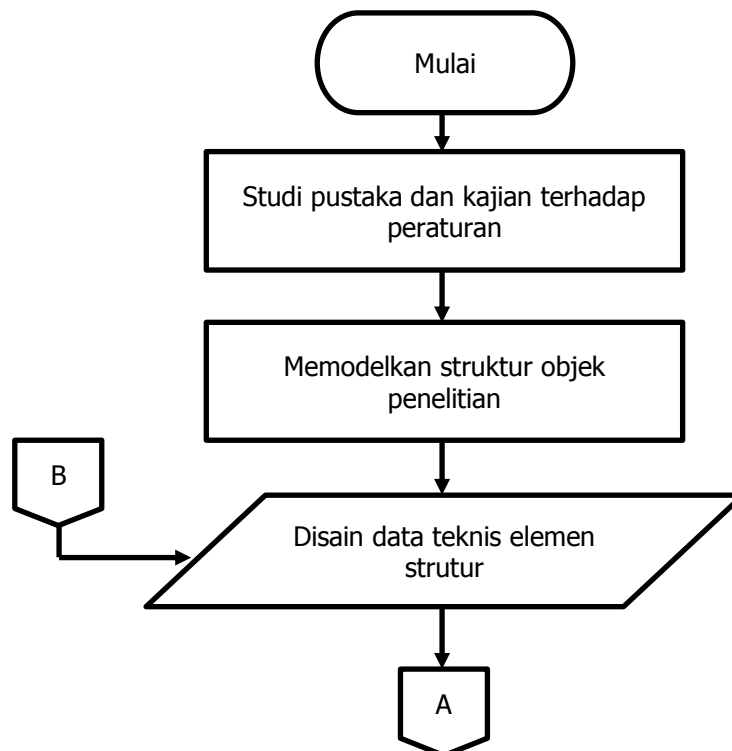 Mulai
Studi pustaka dan kajian terhadap
peraturan
Memodelkan struktur objek
penelitian
B
Disain data teknis elemen
strutur
A